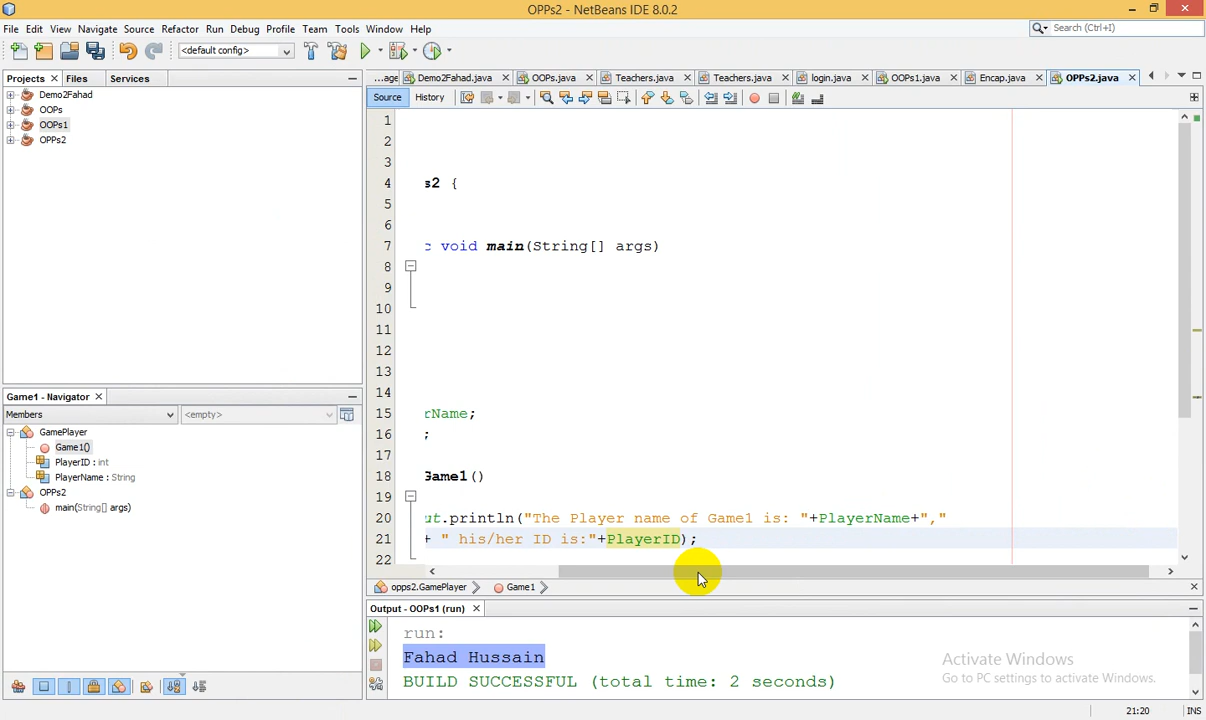 OPPs2 - NetBeans IDE 8.0.2
File Edit View Navigate Source Refactor Run Debug Profile Team Tools Window Help
Search (Ctrl+I)
<default config>
Projects Files Services
...age Demo2Fahad.java OOPs.java Teachers.java Teachers.java login.java OOPs1.java Encap.java OPPs2.java
Source History
Demo2Fahad
OOPs
OOPs1
OPPs2
1
2
3
4 s2 {
5
6
7 c void main(String[] args)
8
9
10
11
12
13
14
15 rName;
16 ;
17
18 Game1()
19
20 ut.println("The Player name of Game1 is: "+PlayerName+","
21 + " his/her ID is:"+PlayerID);
22
Game1 - Navigator
Members <empty>
GamePlayer
Game1()
PlayerID : int
PlayerName : String
OPPs2
main(String[] args)
opps2.GamePlayer Game1
Output - OOPs1 (run)
run:
Fahad Hussain
BUILD SUCCESSFUL (total time: 2 seconds)
Activate Windows
Go to PC settings to activate Windows.
21:20 INS